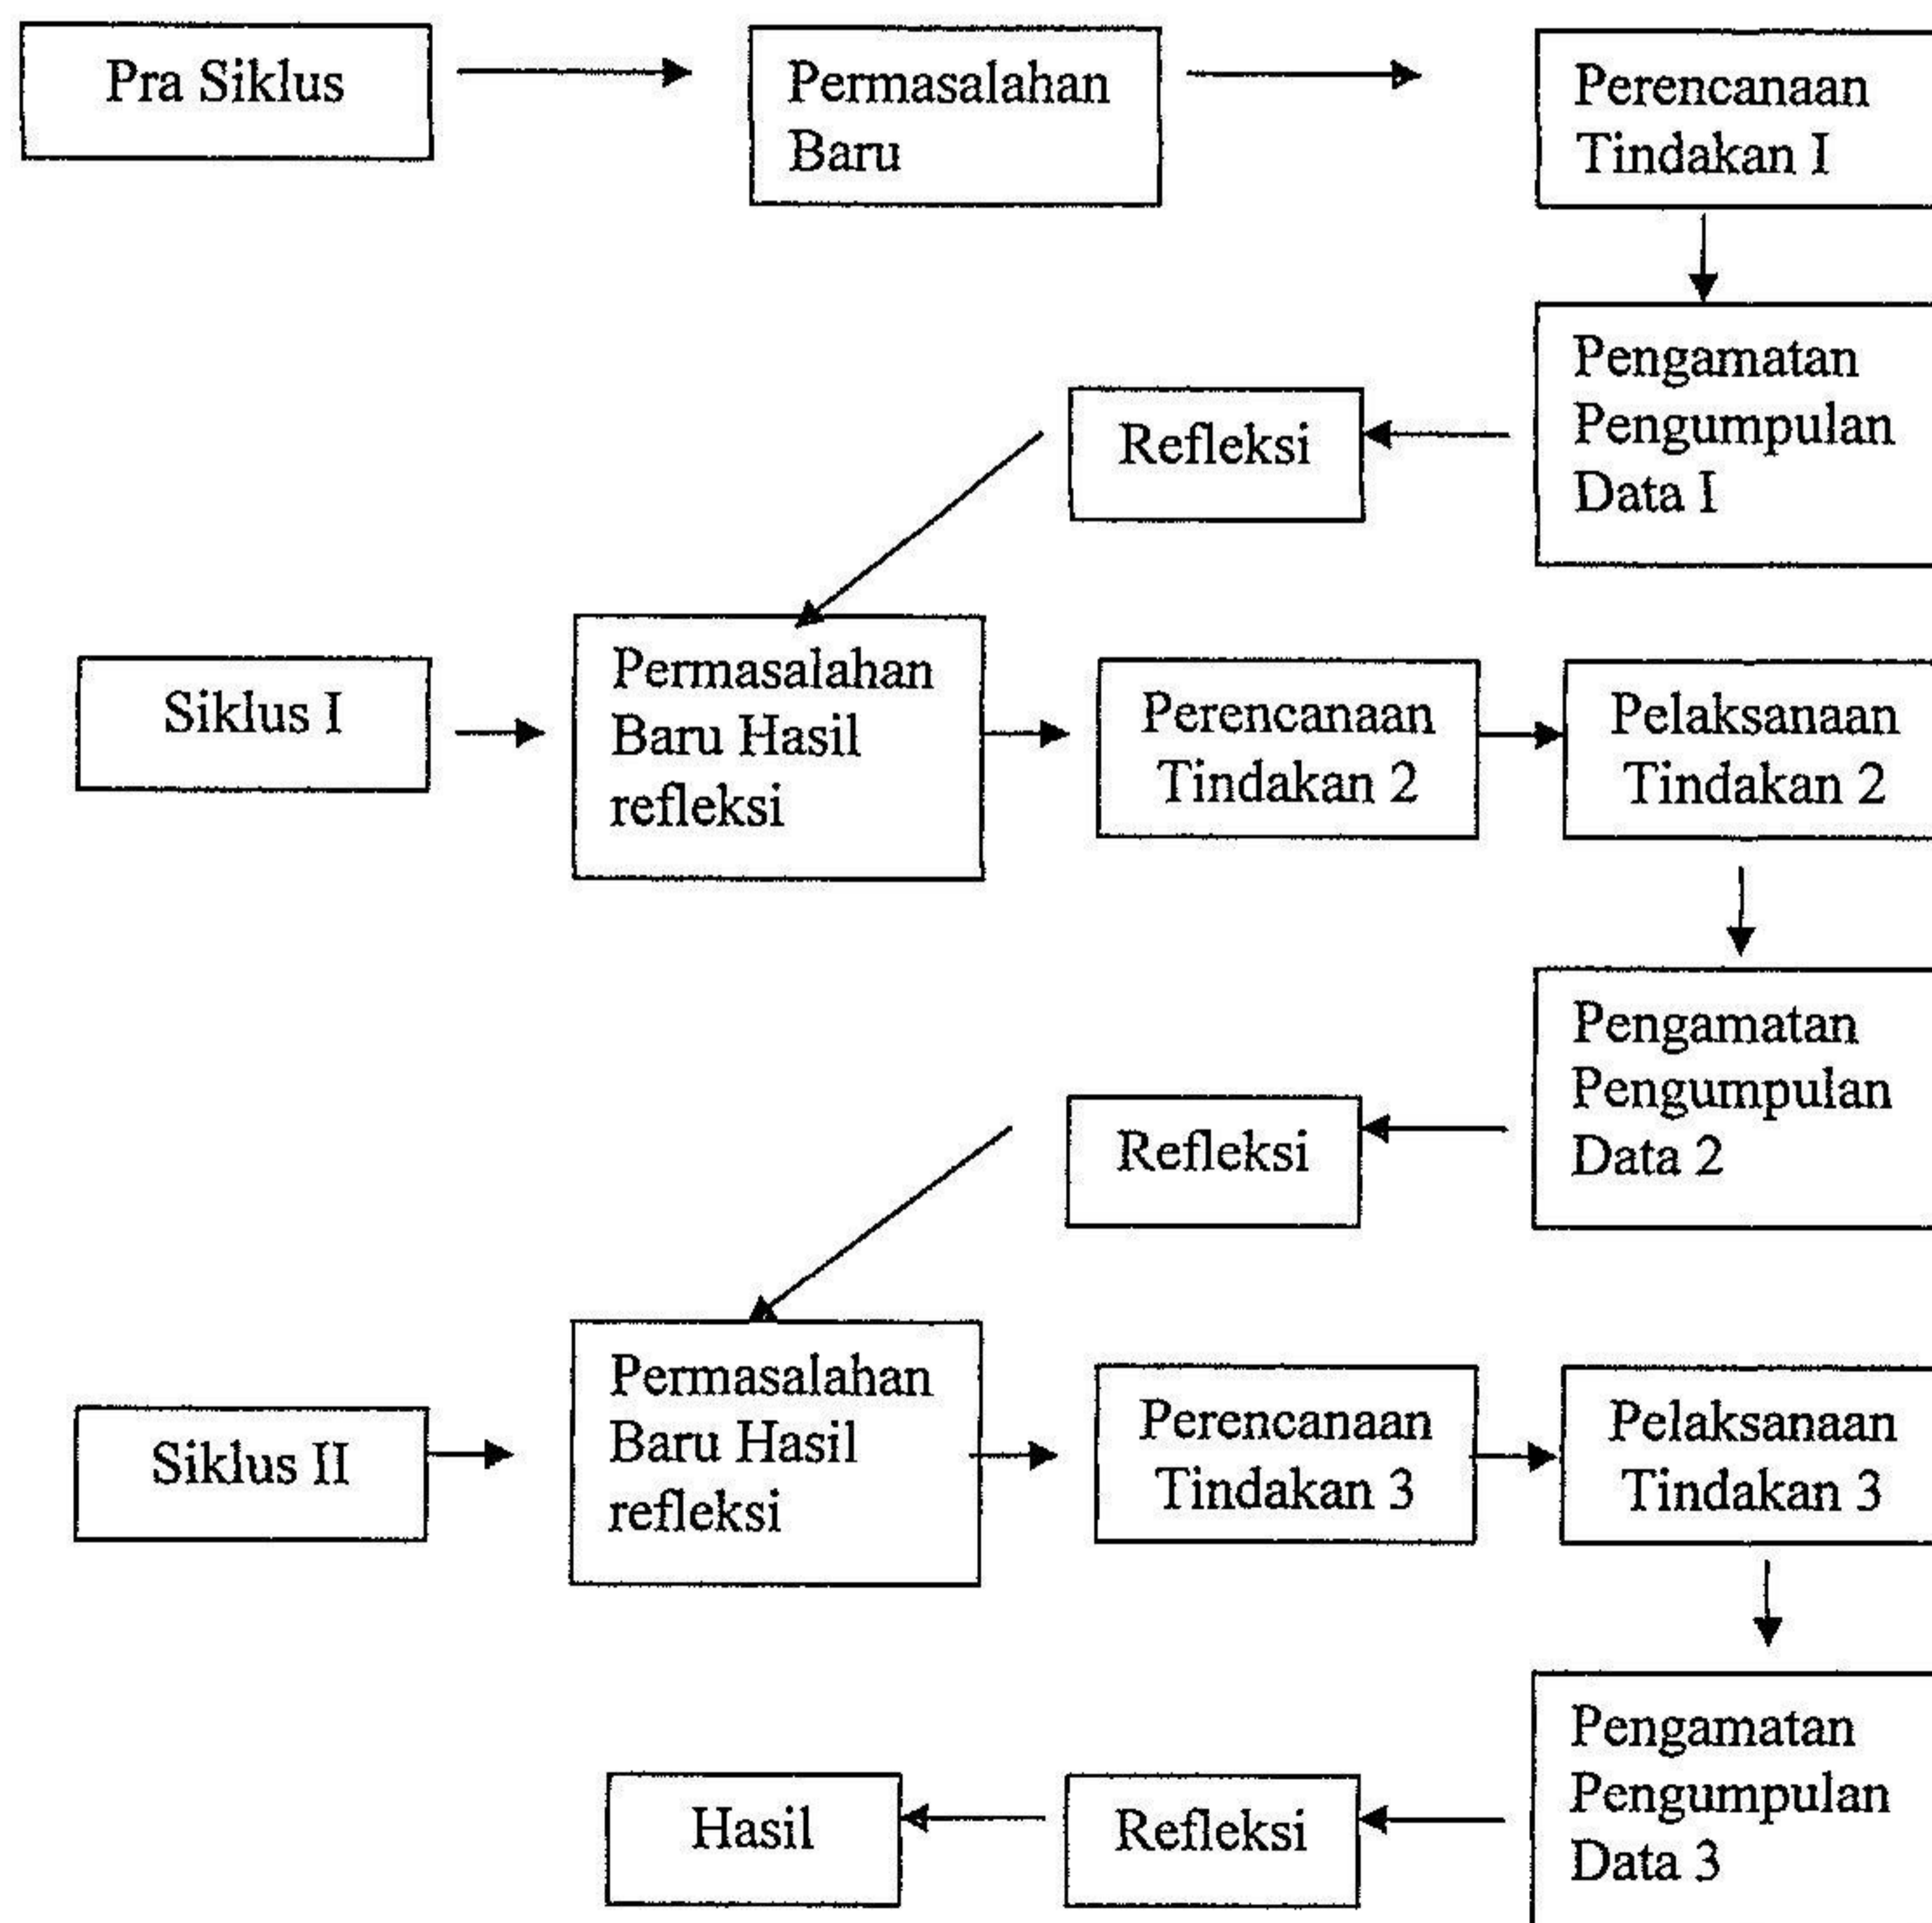 Pra Siklus
Permasalahan
Baru
Perencanaan
Tindakan I
Pengamatan
Pengumpulan
Data I
Refleksi
Siklus I
Permasalahan
Baru Hasil
refleksi
Perencanaan
Tindakan 2
Pelaksanaan
Tindakan 2
Pengamatan
Pengumpulan
Data 2
Refleksi
Siklus II
Permasalahan
Baru Hasil
refleksi
Perencanaan
Tindakan 3
Pelaksanaan
Tindakan 3
Pengamatan
Pengumpulan
Data 3
Refleksi
Hasil